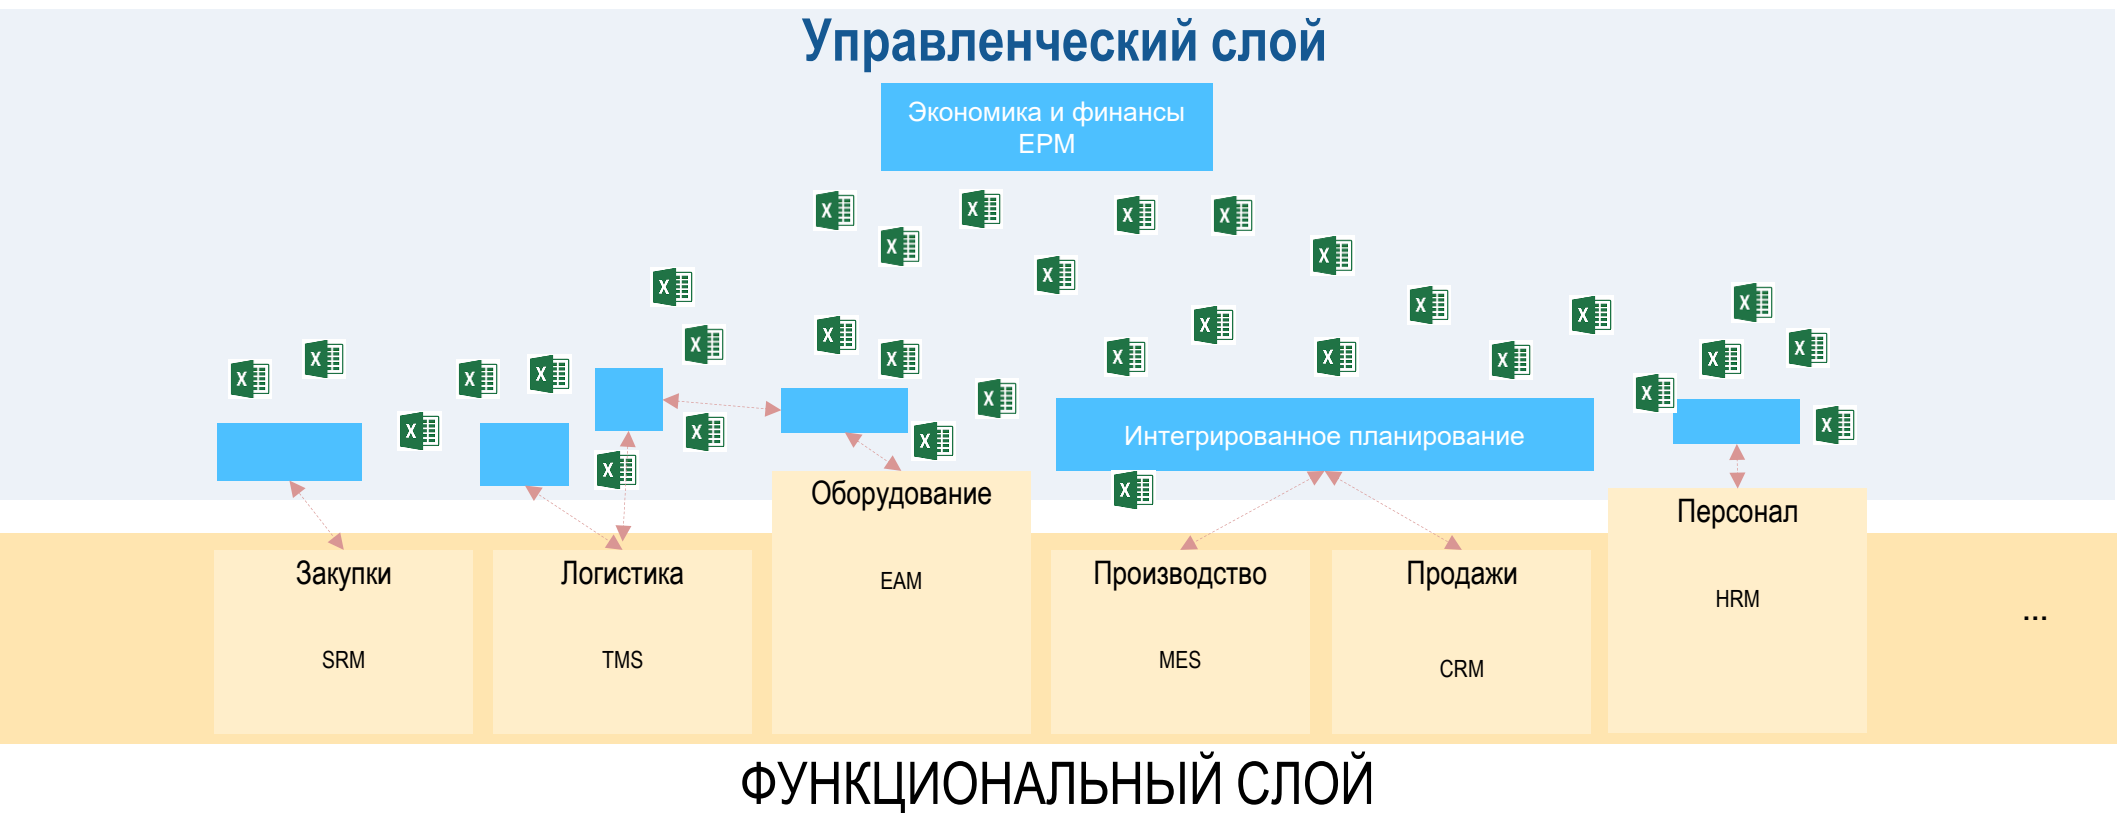 Управленческий слой
Экономика и финансы
EPM
Интегрированное планирование
Оборудование
EAM
Персонал
HRM
Закупки
SRM
Логистика
TMS
Производство
MES
Продажи
CRM
...
ФУНКЦИОНАЛЬНЫЙ СЛОЙ